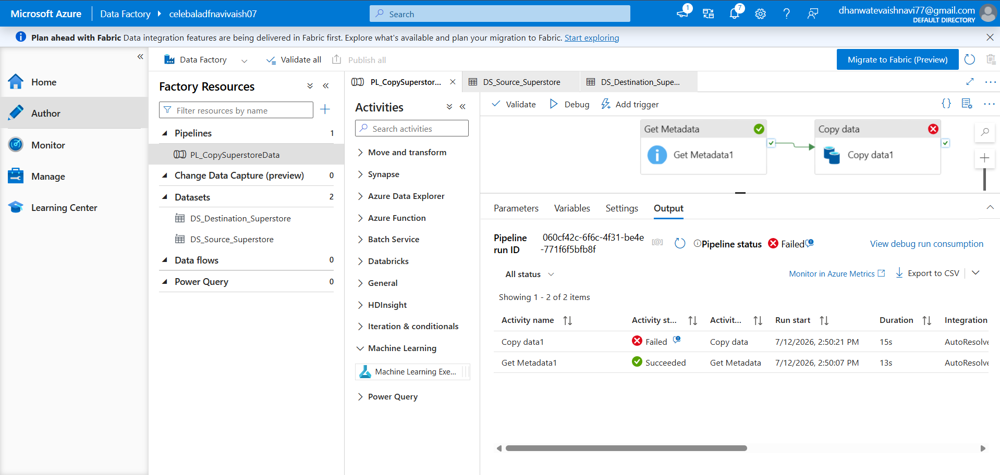 Microsoft Azure
Data Factory
celebaladfnavivaish07
Search
1
7
dhanwatevaishnavi77@gmail.com
DEFAULT DIRECTORY
Plan ahead with Fabric Data integration features are being delivered in Fabric first. Explore what's available and plan your migration to Fabric. Start exploring
Home
Author
Monitor
Manage
Learning Center
Data Factory
Validate all
Publish all
Migrate to Fabric (Preview)
Factory Resources
Filter resources by name
Pipelines 1
PL_CopySuperstoreData
Change Data Capture (preview) 0
Datasets 2
DS_Destination_Superstore
DS_Source_Superstore
Data flows 0
Power Query 0
PL_CopySuperstor...
DS_Source_Superstore
DS_Destination_Supe...
Activities
Search activities
Move and transform
Synapse
Azure Data Explorer
Azure Function
Batch Service
Databricks
General
HDInsight
Iteration & conditionals
Machine Learning
Machine Learning Exe...
Power Query
Validate
Debug
Add trigger
Get Metadata
Get Metadata1
Copy data
Copy data1
Parameters
Variables
Settings
Output
Pipeline run ID
060cf42c-6f6c-4f31-be4e
-771f6f5bfb8f
Pipeline status
Failed
View debug run consumption
All status
Monitor in Azure Metrics
Export to CSV
Showing 1 - 2 of 2 items
Activity name Activity st... Activit... Run start Duration Integration
Copy data1 Failed Copy data 7/12/2026, 2:50:21 PM 15s AutoResolve
Get Metadata1 Succeeded Get Metadata 7/12/2026, 2:50:07 PM 13s AutoResolve